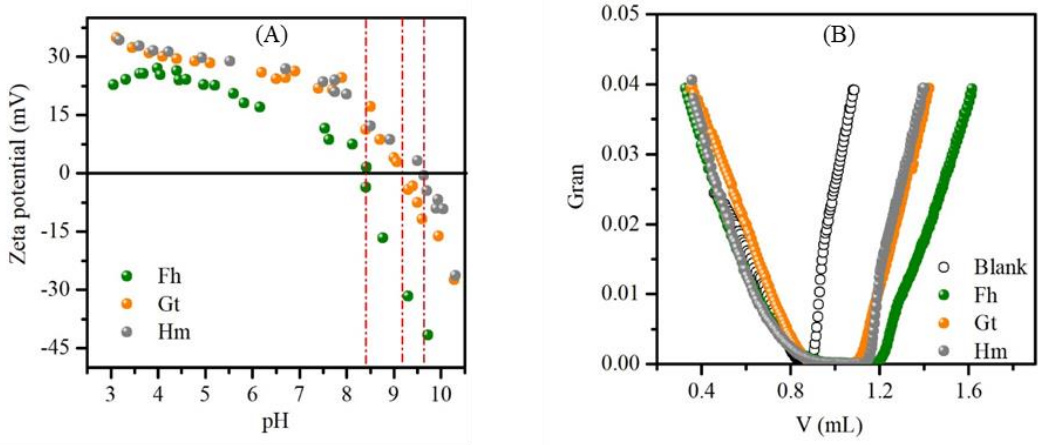 (A)
Zeta potential (mV)
30
15
0
-15
-30
-45
Fh
Gt
Hm
3 4 5 6 7 8 9 10
pH
(B)
Gran
0.05
0.04
0.03
0.02
0.01
0.00
Blank
Fh
Gt
Hm
0.4 0.8 1.2 1.6
V (mL)